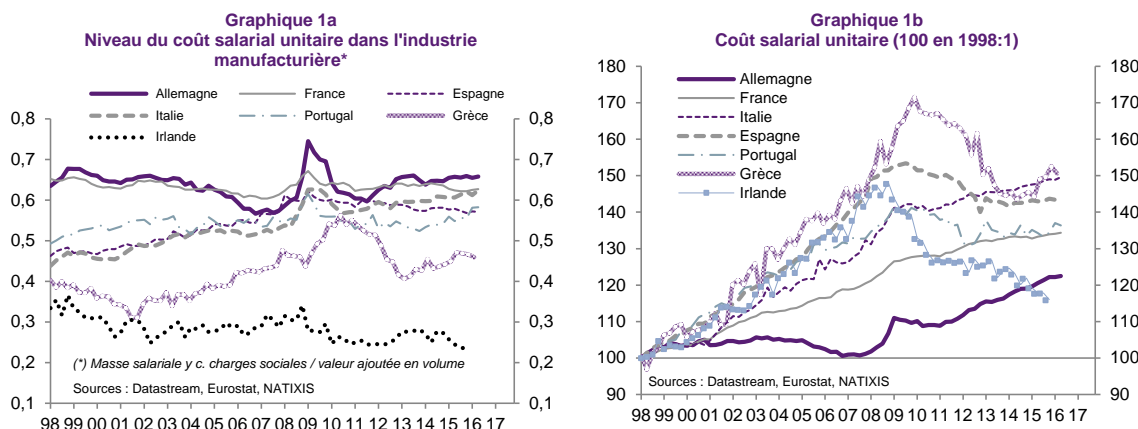 Graphique 1a
Niveau du coût salarial unitaire dans l'industrie
manufacturière*
Allemagne France Espagne
Italie Portugal Grèce
Irlande
0,8 0,8
0,7 0,7
0,6 0,6
0,5 0,5
0,4 0,4
0,3 0,3
0,2 0,2
0,1 0,1
(*) Masse salariale y c. charges sociales / valeur ajoutée en volume
Sources : Datastream, Eurostat, NATIXIS
98 99 00 01 02 03 04 05 06 07 08 09 10 11 12 13 14 15 16 17
Graphique 1b
Coût salarial unitaire (100 en 1998:1)
Allemagne
France
Italie
Espagne
Portugal
Grèce
Irlande
180 180
170 170
160 160
150 150
140 140
130 130
120 120
110 110
100 100
90 90
Sources : Datastream, Eurostat, NATIXIS
98 99 00 01 02 03 04 05 06 07 08 09 10 11 12 13 14 15 16 17